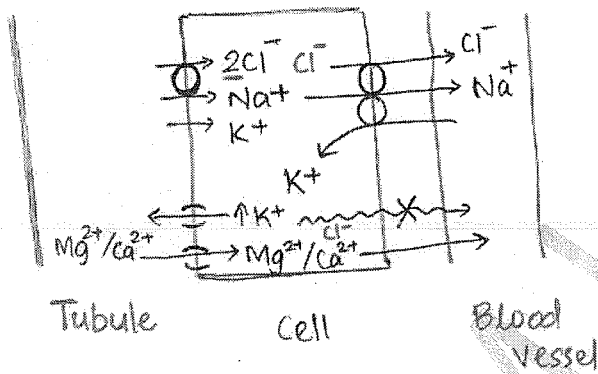 2Cl⁻ Cl⁻ Cl⁻
Na+ Na⁺
K+
K+
↑K+
Cl⁻
Mg²⁺/Ca²⁺ Mg²⁺/Ca²⁺
Tubule Cell Blood
vessel